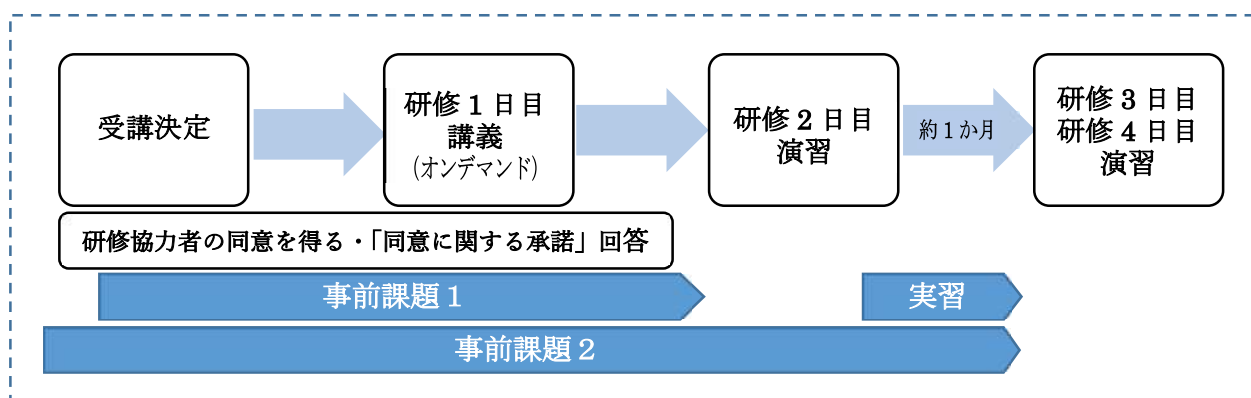 受講決定
研修１日目
講義
(オンデマンド)
研修２日目
演習
約１か月
研修３日目
研修４日目
演習
研修協力者の同意を得る・「同意に関する承諾」回答
事前課題１
実習
事前課題２